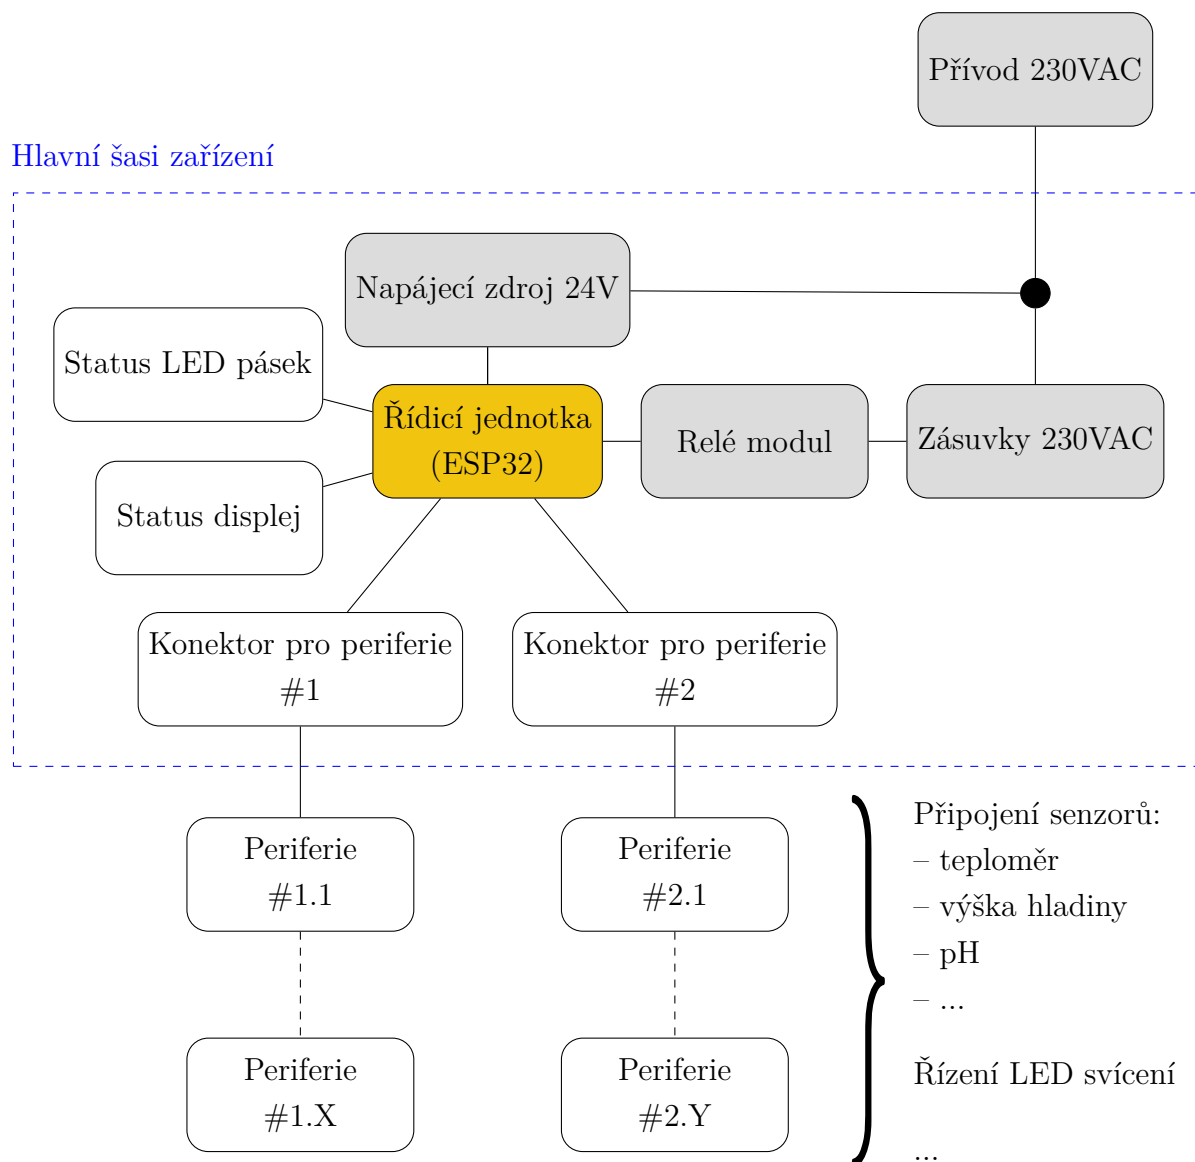 Přívod 230VAC
Hlavní šasi zařízení
Napájecí zdroj 24V
Status LED pásek
Řídicí jednotka
(ESP32)
Relé modul
Zásuvky 230VAC
Status displej
Konektor pro periferie
#1
Konektor pro periferie
#2
Periferie
#1.1
Periferie
#2.1
Periferie
#1.X
Periferie
#2.Y
Připojení senzorů:
– teploměr
– výška hladiny
– pH
– ...
Řízení LED svícení
...